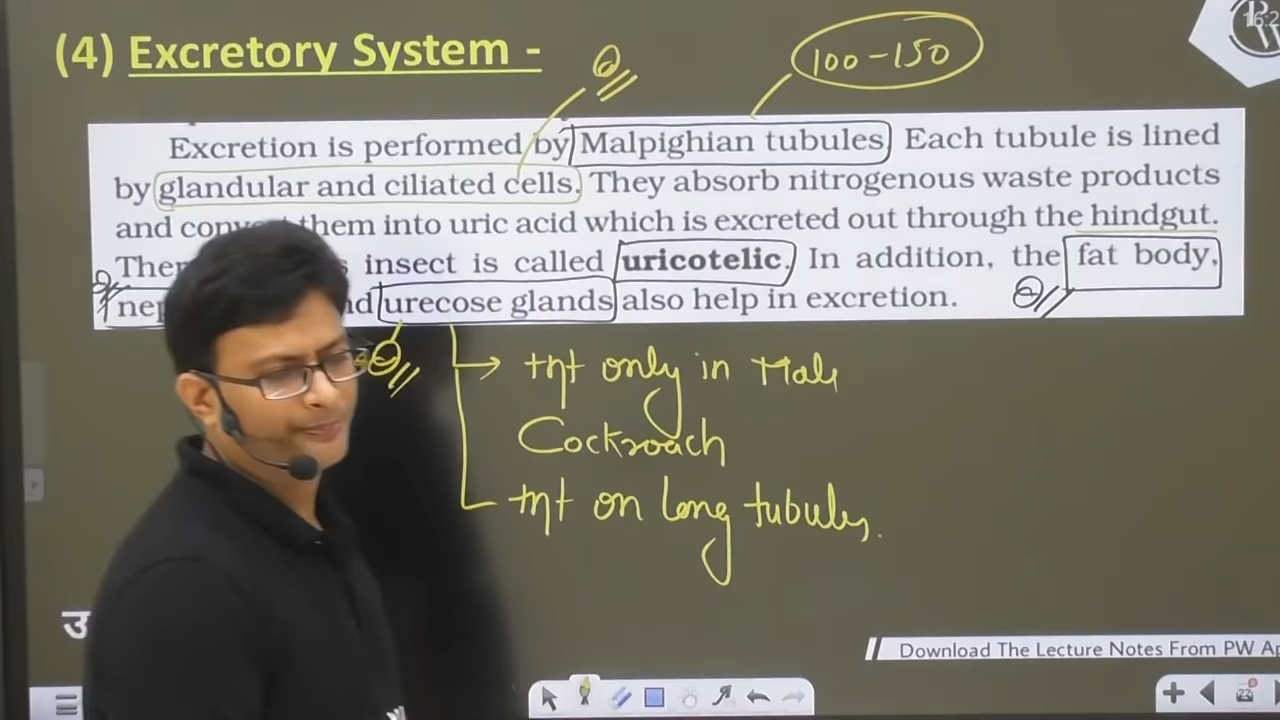 (4) Excretory System -
100-150
Excretion is performed by Malpighian tubules. Each tubule is lined
by glandular and ciliated cells. They absorb nitrogenous waste products
and them into uric acid which is excreted out through the hindgut.
insect is called uricotelic. In addition, the fat body,
urecose glands also help in excretion.
→ only in Male
Cockroach
on long tubules.
Download The Lecture Notes From PW